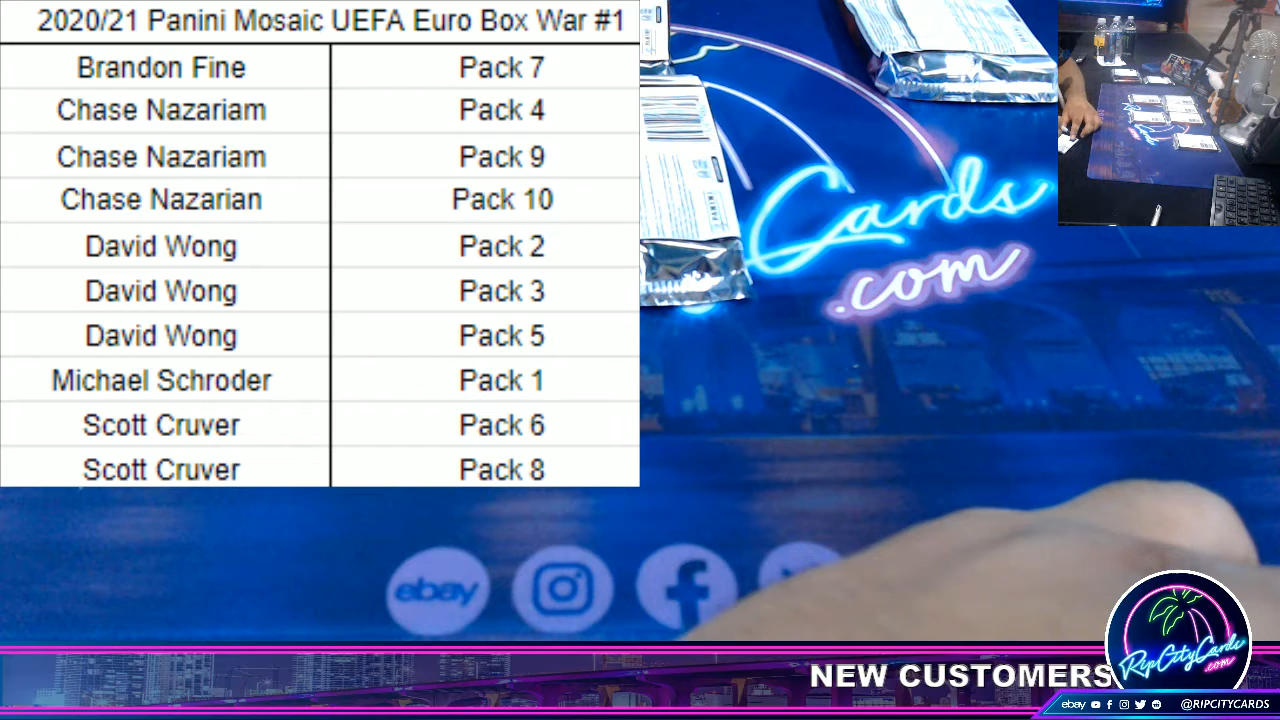 2020/21 Panini Mosaic UEFA Euro Box War #1
Brandon Fine Pack 7
Chase Nazariam Pack 4
Chase Nazariam Pack 9
Chase Nazarian Pack 10
David Wong Pack 2
David Wong Pack 3
David Wong Pack 5
Michael Schroder Pack 1
Scott Cruver Pack 6
Scott Cruver Pack 8
Cards
.com
PANINI
ebay
NEW CUSTOMERS
RipCityCards
.com
ebay @RIPCITYCARDS